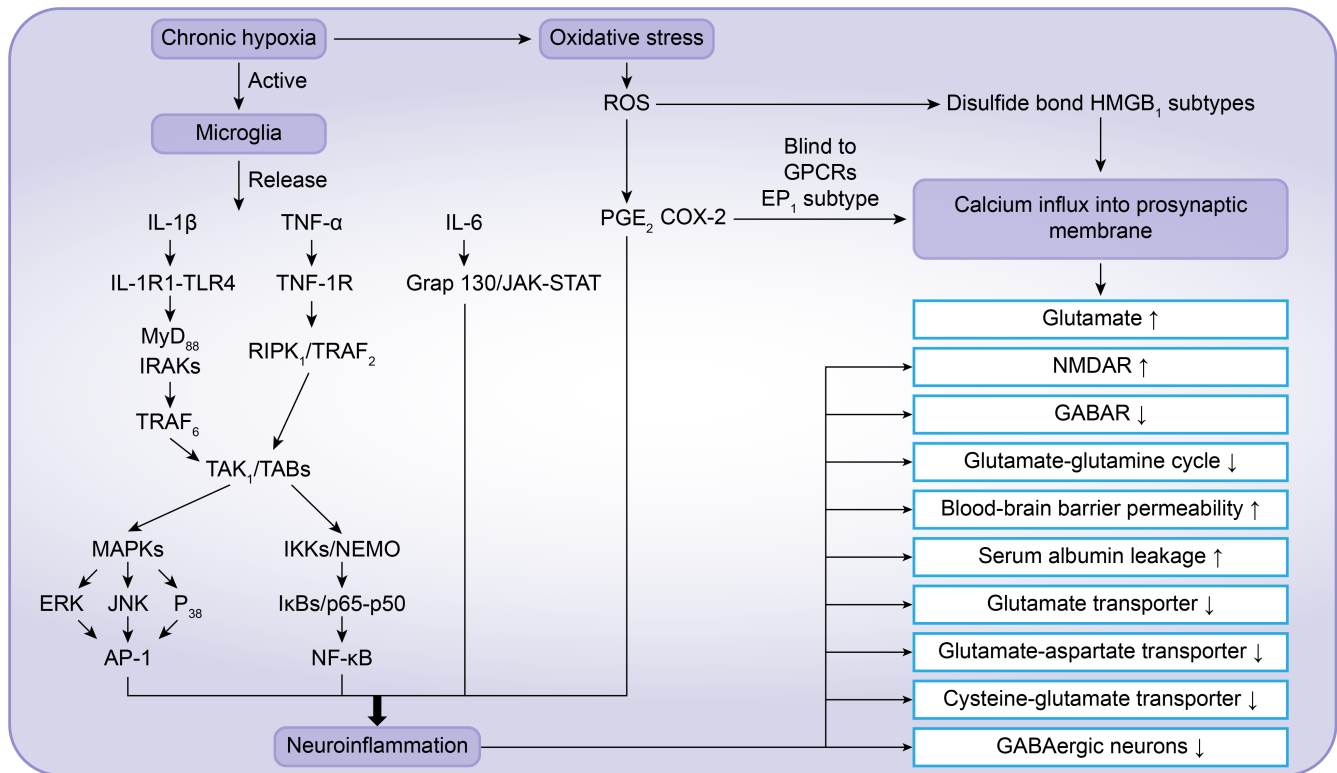 Chronic hypoxia
Oxidative stress
Active
ROS
Disulfide bond HMGB₁ subtypes
Microglia
Blind to
GPCRs
EP₁ subtype
Release
IL-1β
TNF-α
IL-6
PGE₂ COX-2
Calcium influx into prosynaptic
membrane
IL-1R1-TLR4
TNF-1R
Grap 130/JAK-STAT
MyD₈₈
IRAKs
RIPK₁/TRAF₂
TRAF₆
TAK₁/TABs
MAPKs
IKKs/NEMO
ERK
JNK
P₃₈
IκBs/p65-p50
AP-1
NF-κB
Neuroinflammation
Glutamate ↑
NMDAR ↑
GABAR ↓
Glutamate-glutamine cycle ↓
Blood-brain barrier permeability ↑
Serum albumin leakage ↑
Glutamate transporter ↓
Glutamate-aspartate transporter ↓
Cysteine-glutamate transporter ↓
GABAergic neurons ↓